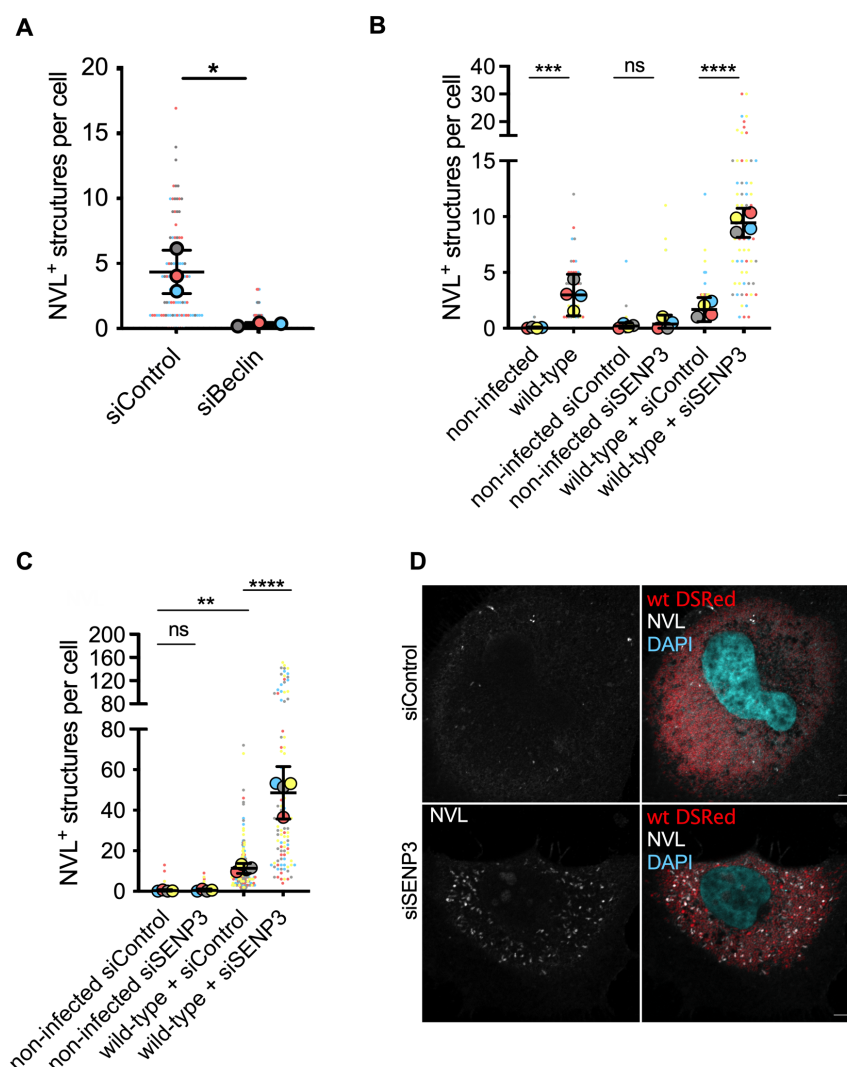 A
NVL+ strcutures per cell
20
15
10
5
0
*
siControl
siBeclin
B
NVL+ structures per cell
40
30
20
15
10
5
0
***
ns
****
non-infected
wild-type
non-infected siControl
non-infected siSENP3
wild-type + siControl
wild-type + siSENP3
C
NVL+ structures per cell
200
160
120
80
60
40
20
0
ns
**
****
non-infected siControl
non-infected siSENP3
wild-type + siControl
wild-type + siSENP3
D
siControl
wt DSRed
NVL
DAPI
siSENP3
NVL
wt DSRed
NVL
DAPI